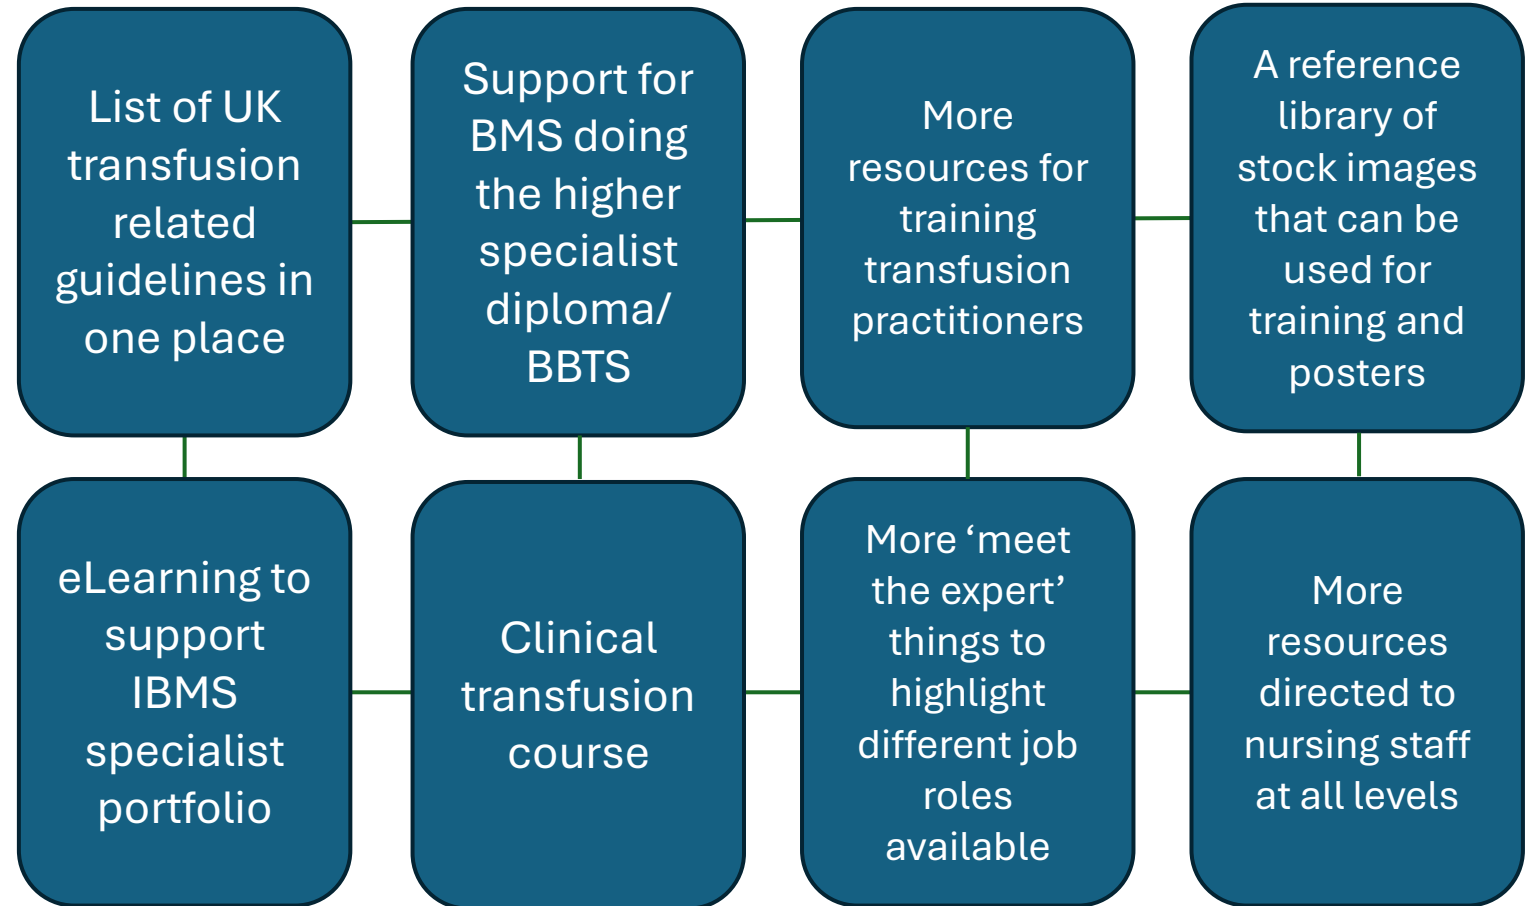 List of UK
transfusion
related
guidelines in
one place
Support for
BMS doing
the higher
specialist
diploma/
BBTS
More
resources for
training
transfusion
practitioners
A reference
library of
stock images
that can be
used for
training and
posters
eLearning to
support
IBMS
specialist
portfolio
Clinical
transfusion
course
More ‘meet
the expert’
things to
highlight
different job
roles
available
More
resources
directed to
nursing staff
at all levels